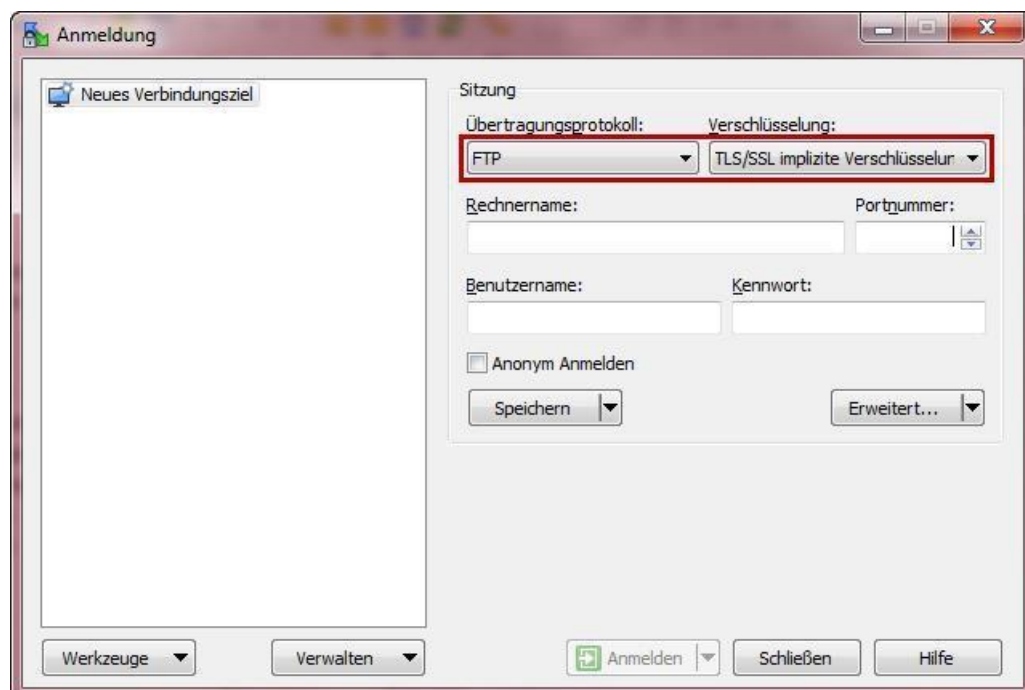 Anmeldung
Neues Verbindungsziel
Sitzung
Übertragungsprotokoll: Verschlüsselung:
FTP TLS/SSL implizite Verschlüsselur
Rechnername: Portnummer:
Benutzername: Kennwort:
Anonym Anmelden
Speichern Erweitert...
Werkzeuge Verwalten Anmelden Schließen Hilfe